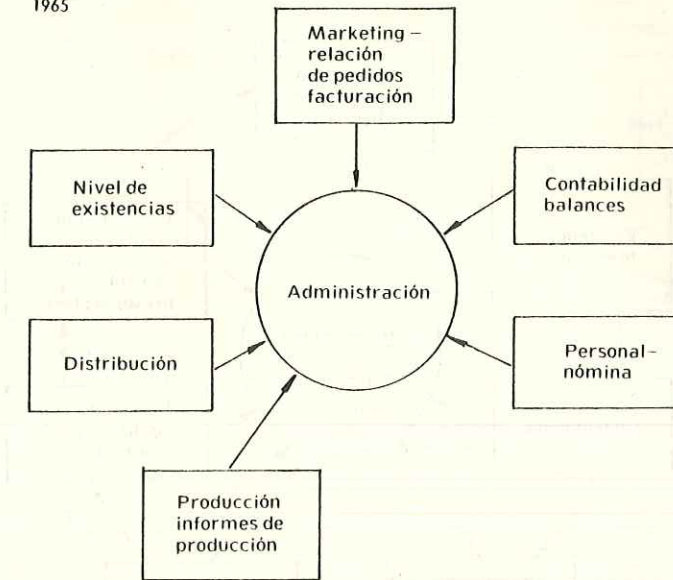 1965
Marketing –
relación
de pedidos
facturación
Nivel de
existencias
Contabilidad
balances
Administración
Distribución
Personal –
nómina
Producción
informes de
producción